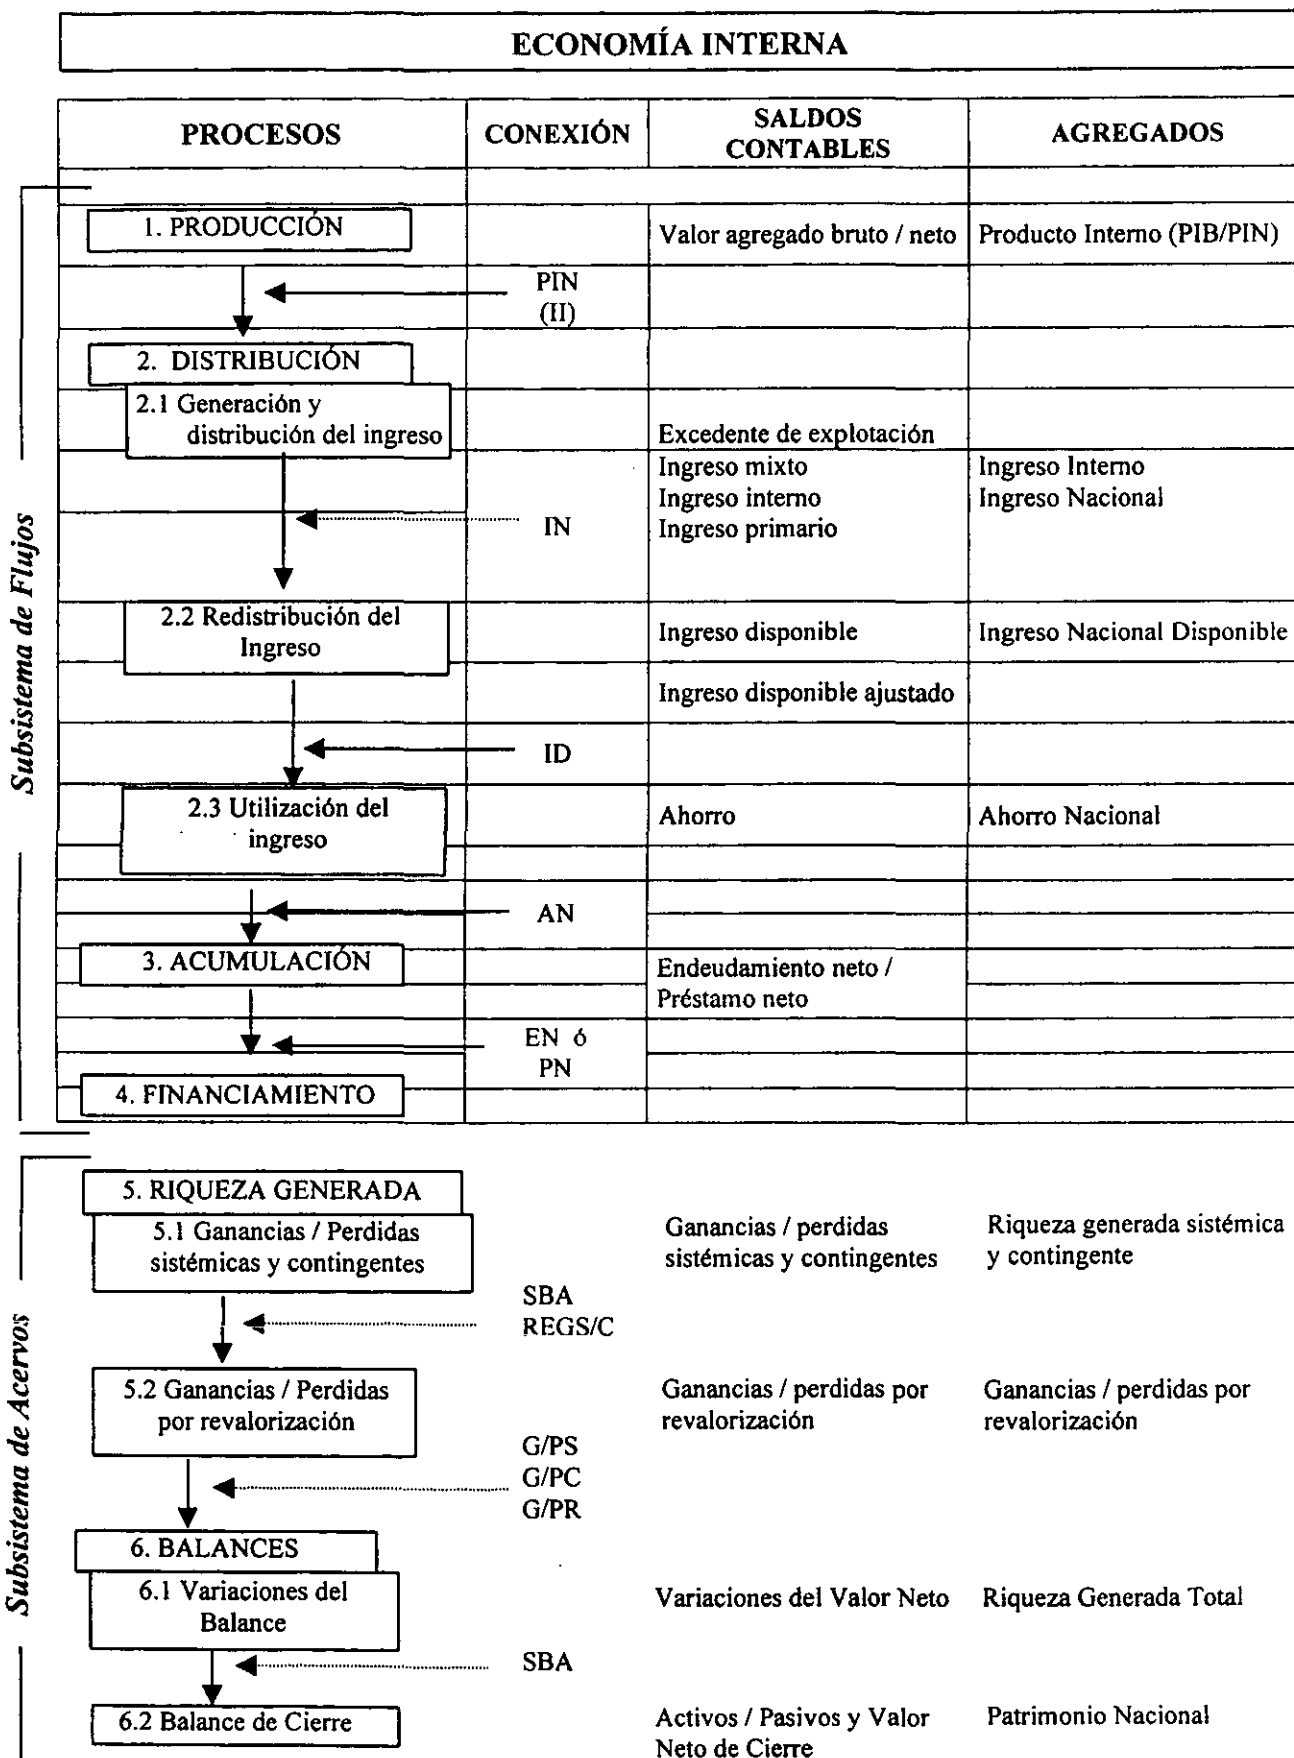 ECONOMÍA INTERNA
PROCESOS
CONEXIÓN
SALDOS
CONTABLES
AGREGADOS
Subsistema de Flujos
1. PRODUCCIÓN
Valor agregado bruto / neto
Producto Interno (PIB/PIN)
PIN
(II)
2. DISTRIBUCIÓN
2.1 Generación y
distribución del ingreso
Excedente de explotación
Ingreso mixto
Ingreso interno
Ingreso primario
Ingreso Interno
Ingreso Nacional
IN
2.2 Redistribución del
Ingreso
Ingreso disponible
Ingreso Nacional Disponible
Ingreso disponible ajustado
ID
2.3 Utilización del
ingreso
Ahorro
Ahorro Nacional
AN
3. ACUMULACIÓN
Endeudamiento neto /
Préstamo neto
EN ó
PN
4. FINANCIAMIENTO
Subsistema de Acervos
5. RIQUEZA GENERADA
5.1 Ganancias / Perdidas
sistémicas y contingentes
Ganancias / perdidas
sistémicas y contingentes
Riqueza generada sistémica
y contingente
SBA
REGS/C
5.2 Ganancias / Perdidas
por revalorización
Ganancias / perdidas por
revalorización
Ganancias / perdidas por
revalorización
G/PS
G/PC
G/PR
6. BALANCES
6.1 Variaciones del
Balance
Variaciones del Valor Neto
Riqueza Generada Total
SBA
6.2 Balance de Cierre
Activos / Pasivos y Valor
Neto de Cierre
Patrimonio Nacional